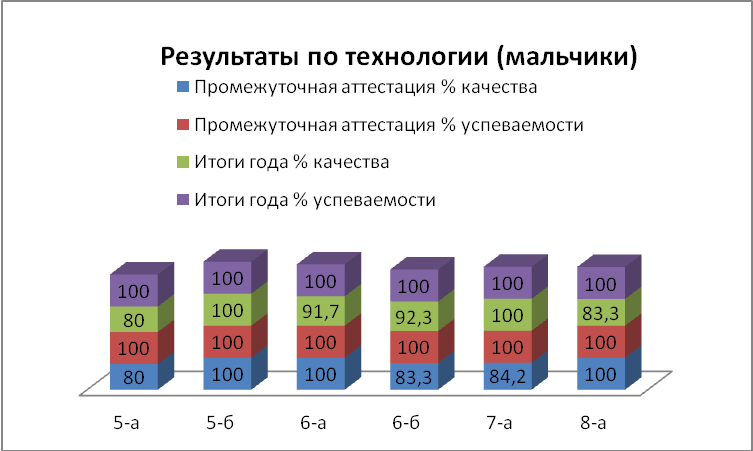 Результаты по технологии (мальчики)
Промежуточная аттестация % качества
Промежуточная аттестация % успеваемости
Итоги года % качества
Итоги года % успеваемости
100 100 100 100 100 100
80 100 91,7 92,3 100 83,3
100 100 100 100 100 100
80 100 100 83,3 84,2 100
5-а 5-б 6-а 6-б 7-а 8-а